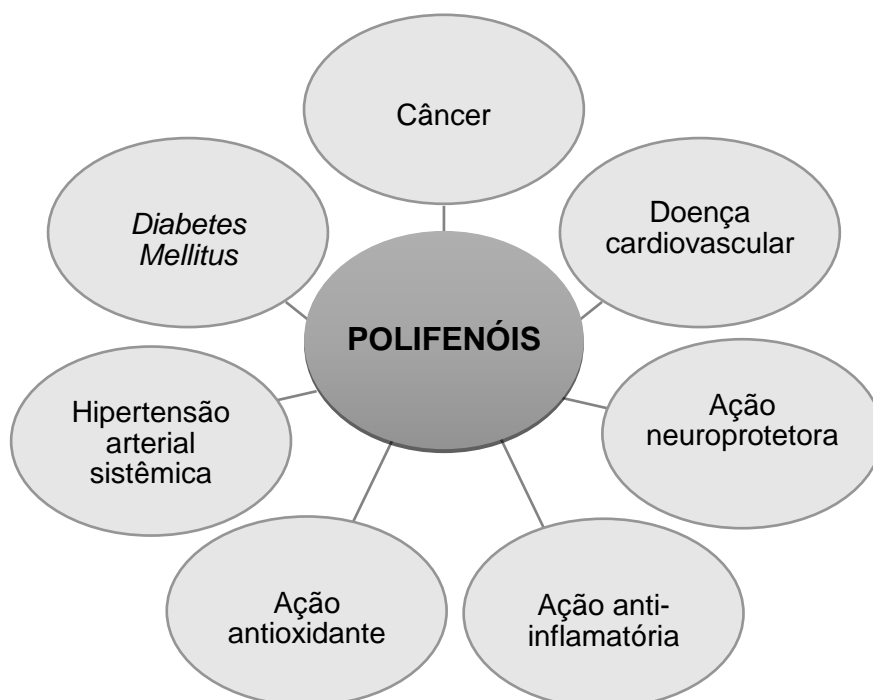 Câncer
Diabetes
Mellitus
Doença
cardiovascular
POLIFENÓIS
Hipertensão
arterial
sistêmica
Ação
neuroprotetora
Ação
antioxidante
Ação anti-
inflamatória